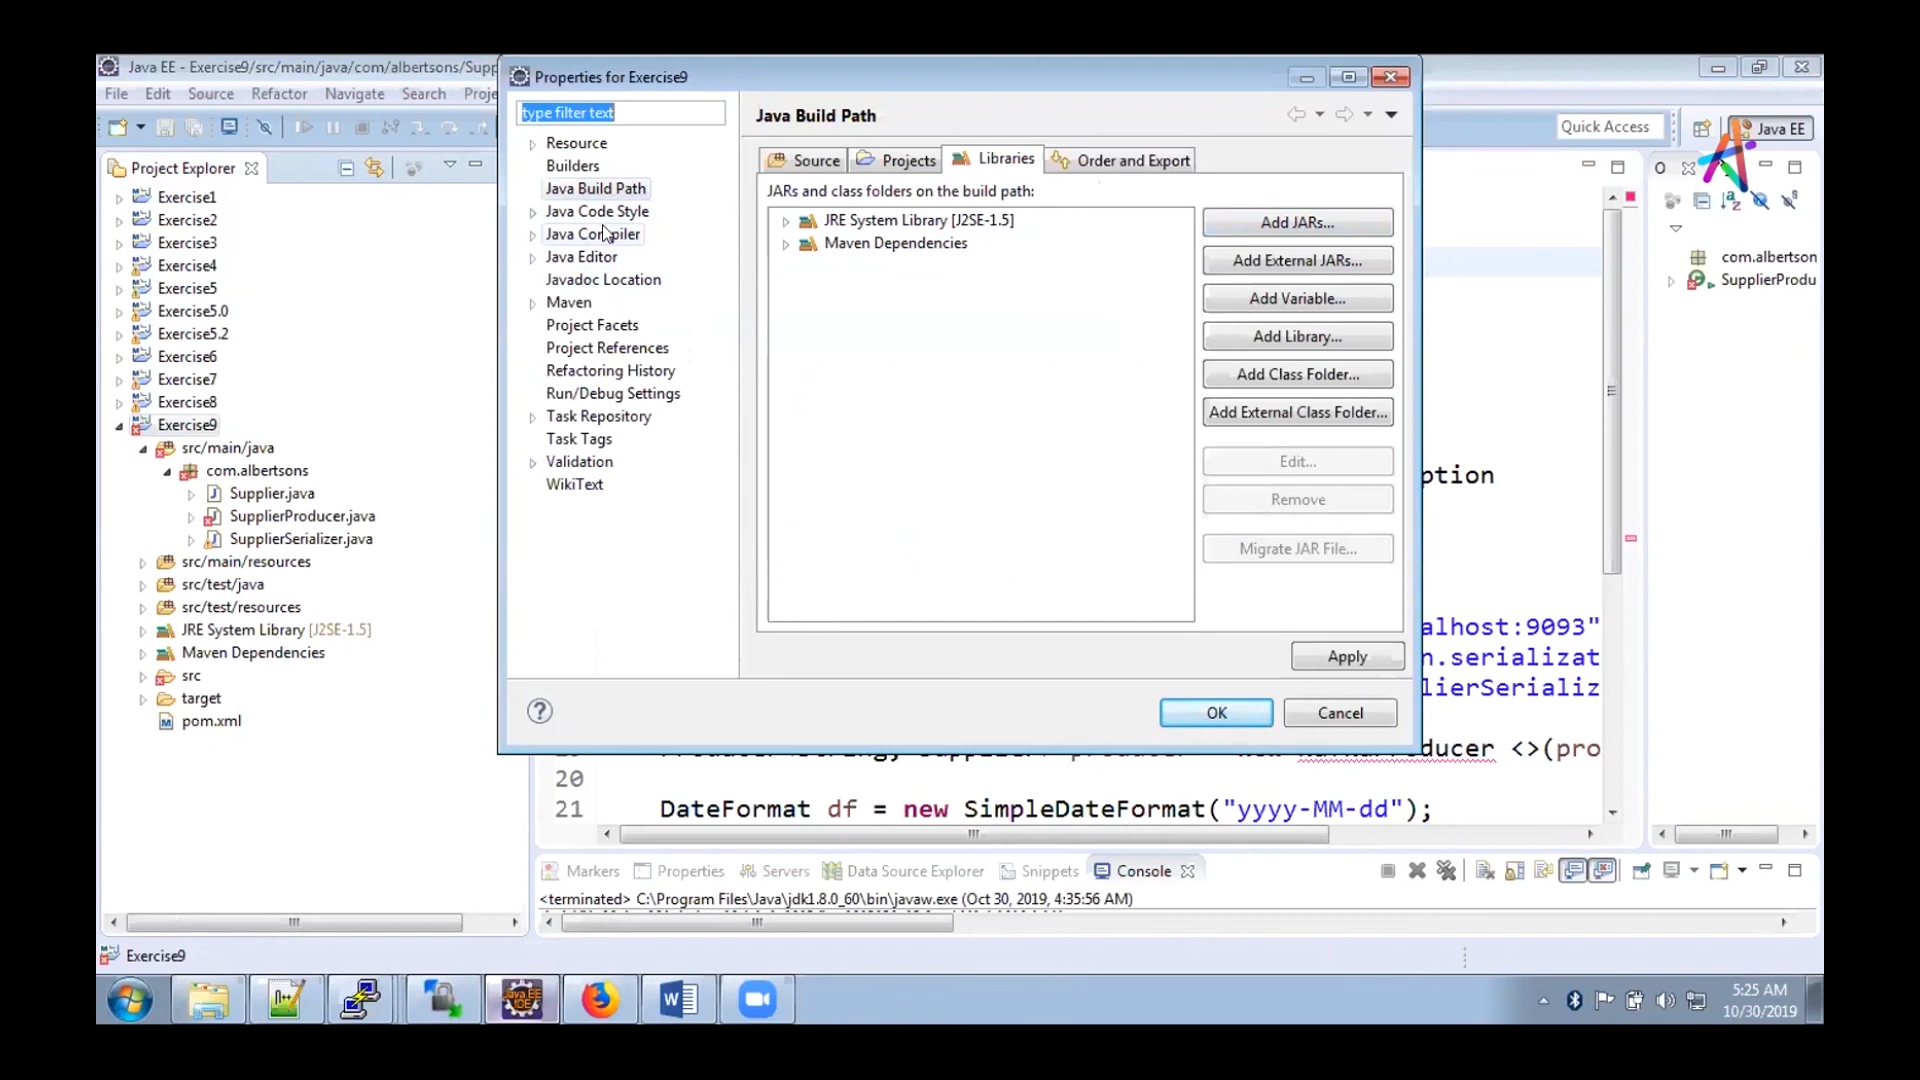 Java EE - Exercise9/src/main/java/com/albertsons/Supp
File Edit Source Refactor Navigate Search Proje
Quick Access
Java EE
Project Explorer
Exercise1
Exercise2
Exercise3
Exercise4
Exercise5
Exercise5.0
Exercise5.2
Exercise6
Exercise7
Exercise8
Exercise9
src/main/java
com.albertsons
Supplier.java
SupplierProducer.java
SupplierSerializer.java
src/main/resources
src/test/java
src/test/resources
JRE System Library [J2SE-1.5]
Maven Dependencies
src
target
pom.xml
Properties for Exercise9
type filter text
Resource
Builders
Java Build Path
Java Code Style
Java Compiler
Java Editor
Javadoc Location
Maven
Project Facets
Project References
Refactoring History
Run/Debug Settings
Task Repository
Task Tags
Validation
WikiText
Java Build Path
Source Projects Libraries Order and Export
JARs and class folders on the build path:
JRE System Library [J2SE-1.5]
Maven Dependencies
Add JARs...
Add External JARs...
Add Variable...
Add Library...
Add Class Folder...
Add External Class Folder...
Edit...
Remove
Migrate JAR File...
Apply
OK Cancel
O
com.albertson
SupplierProdu
ption
alhost:9093"
n.serializat
lierSerializ
<>(pro
20
21 DateFormat df = new SimpleDateFormat("yyyy-MM-dd");
Markers Properties Servers Data Source Explorer Snippets Console
<terminated> C:\Program Files\Java\jdk1.8.0_60\bin\javaw.exe (Oct 30, 2019, 4:35:56 AM)
Exercise9
5:25 AM
10/30/2019